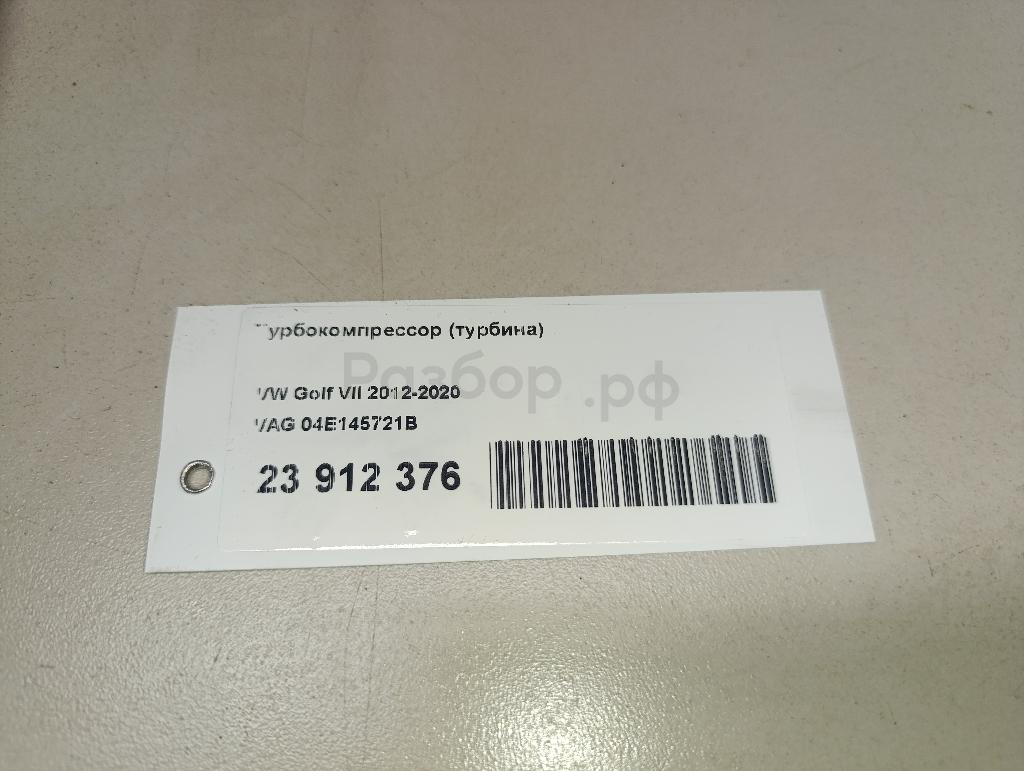 Турбокомпрессор (турбина)
Разбор.рф
VW Golf VII 2012-2020
VAG 04E145721B
23 912 376